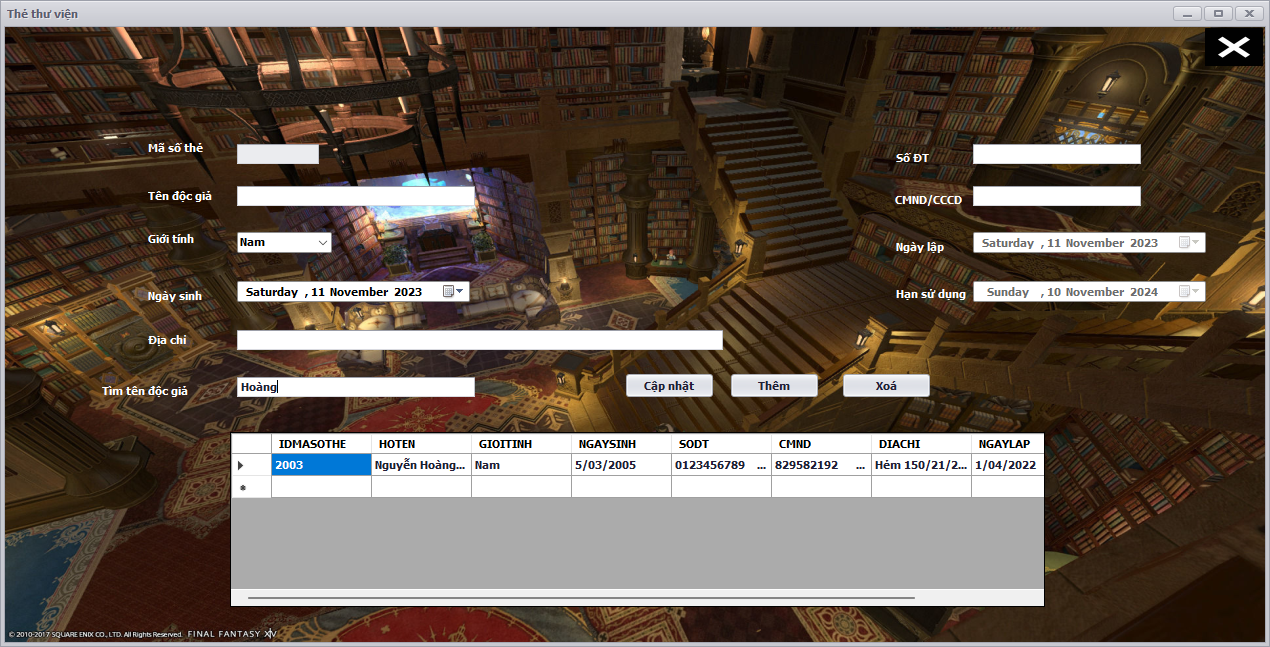 Thẻ thư viện
Mã số thẻ
Số ĐT
Tên độc giả
CMND/CCCD
Giới tính
Nam
Ngày lập
Saturday , 11 November 2023
Ngày sinh
Saturday , 11 November 2023
Hạn sử dụng
Sunday , 10 November 2024
Địa chỉ
Tìm tên độc giả
Hoàng
Cập nhật
Thêm
Xoá
IDMASOTHE HOTEN GIOITINH NGAYSINH SODT CMND DIACHI NGAYLAP
2003 Nguyễn Hoàng... Nam 5/03/2005 0123456789 ... 829582192 ... Hẻm 150/21/2... 1/04/2022
© 2010-2017 SQUARE ENIX CO., LTD. All Rights Reserved. FINAL FANTASY XIV